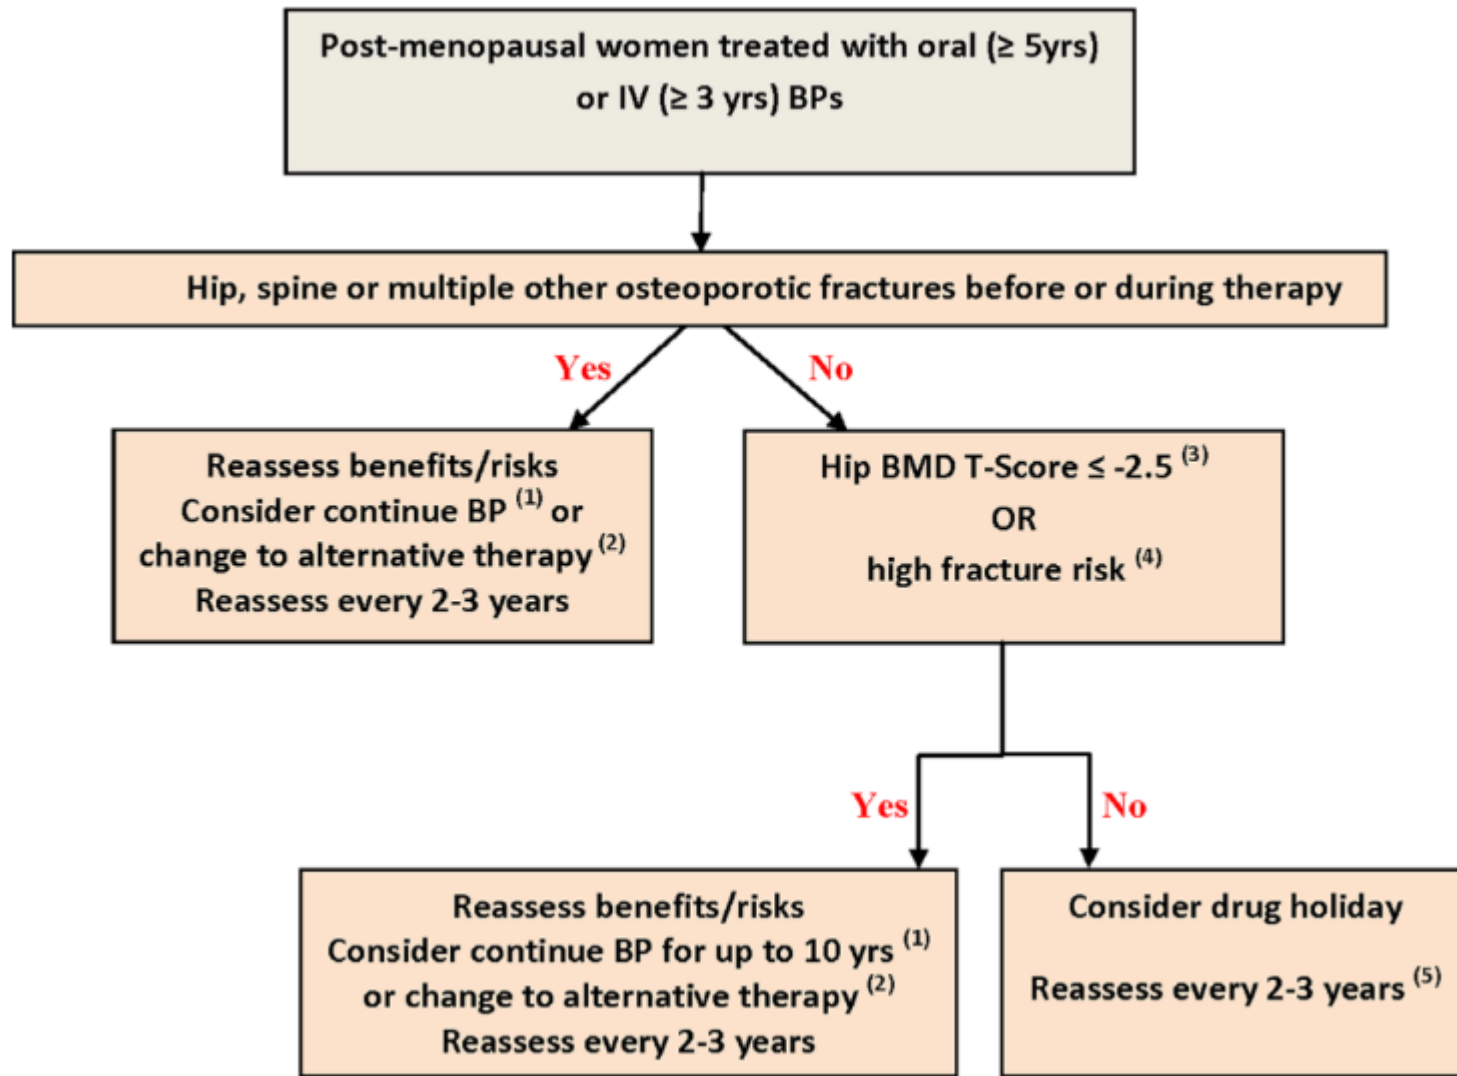 Post-menopausal women treated with oral (≥ 5yrs)
or IV (≥ 3 yrs) BPs
Hip, spine or multiple other osteoporotic fractures before or during therapy
Yes
No
Reassess benefits/risks
Consider continue BP (1) or
change to alternative therapy (2)
Reassess every 2-3 years
Hip BMD T-Score ≤ -2.5 (3)
OR
high fracture risk (4)
Yes
No
Reassess benefits/risks
Consider continue BP for up to 10 yrs (1)
or change to alternative therapy (2)
Reassess every 2-3 years
Consider drug holiday
Reassess every 2-3 years (5)